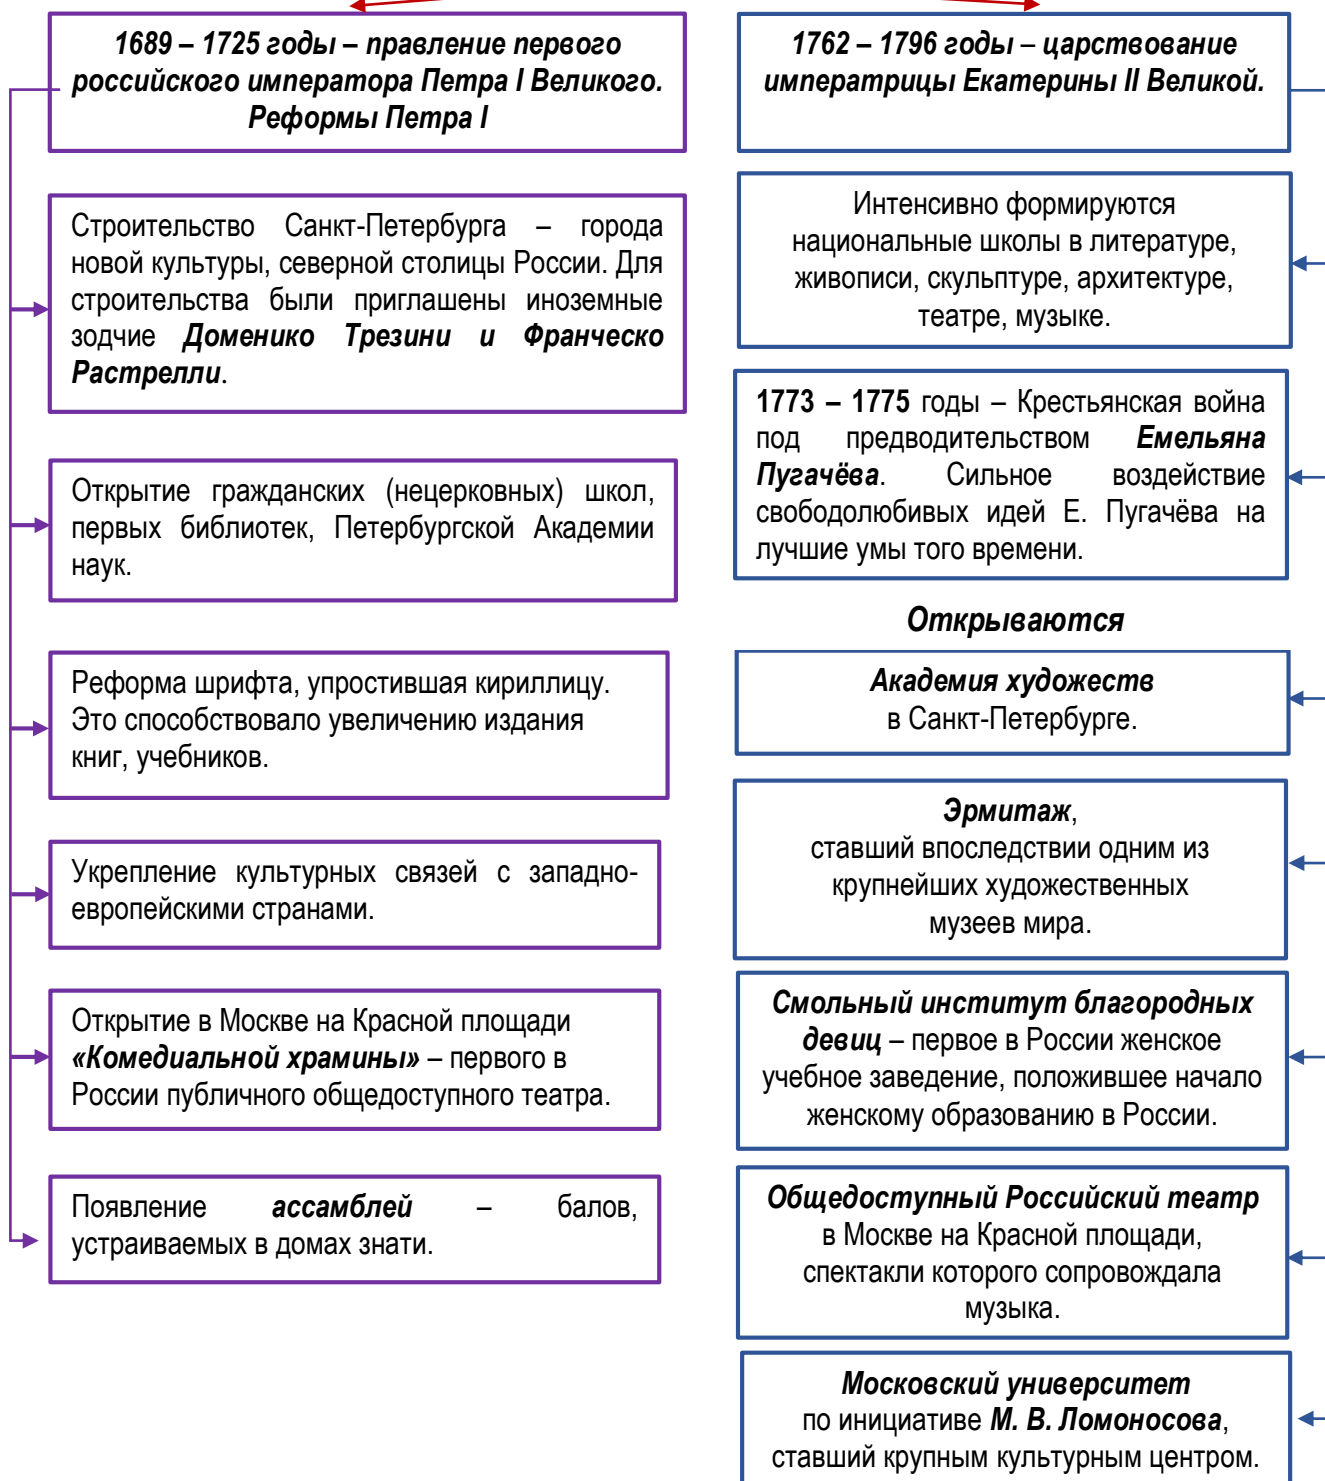 1689 – 1725 годы – правление первого
российского императора Петра I Великого.
Реформы Петра I
Строительство Санкт-Петербурга – города
новой культуры, северной столицы России. Для
строительства были приглашены иноземные
зодчие Доменико Трезини и Франческо
Растрелли.
Открытие гражданских (нецерковных) школ,
первых библиотек, Петербургской Академии
наук.
Реформа шрифта, упростившая кириллицу.
Это способствовало увеличению издания
книг, учебников.
Укрепление культурных связей с западно-
европейскими странами.
Открытие в Москве на Красной площади
«Комедиальной храмины» – первого в
России публичного общедоступного театра.
Появление ассамблей – балов,
устраиваемых в домах знати.
1762 – 1796 годы – царствование
императрицы Екатерины II Великой.
Интенсивно формируются
национальные школы в литературе,
живописи, скульптуре, архитектуре,
театре, музыке.
1773 – 1775 годы – Крестьянская война
под предводительством Емельяна
Пугачёва. Сильное воздействие
свободолюбивых идей Е. Пугачёва на
лучшие умы того времени.
Открываются
Академия художеств
в Санкт-Петербурге.
Эрмитаж,
ставший впоследствии одним из
крупнейших художественных
музеев мира.
Смольный институт благородных
девиц – первое в России женское
учебное заведение, положившее начало
женскому образованию в России.
Общедоступный Российский театр
в Москве на Красной площади,
спектакли которого сопровождала
музыка.
Московский университет
по инициативе М. В. Ломоносова,
ставший крупным культурным центром.